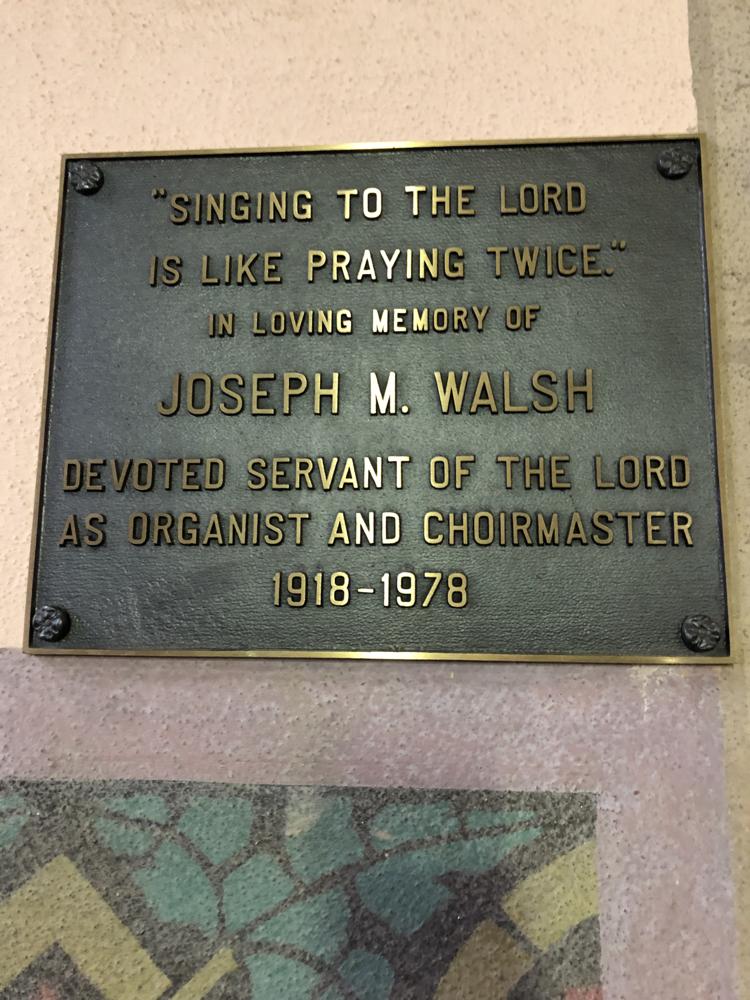 "SINGING TO THE LORD
IS LIKE PRAYING TWICE."
IN LOVING MEMORY OF
JOSEPH M. WALSH
DEVOTED SERVANT OF THE LORD
AS ORGANIST AND CHOIRMASTER
1918-1978